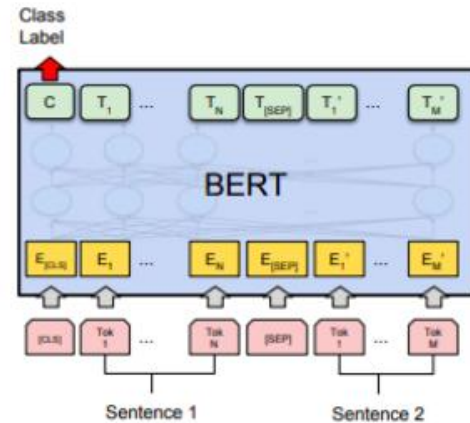 Class
Label
C T1 ... TN T[SEP] T1' ... TM'
BERT
E[CLS] E1 ... EN E[SEP] E1' ... EM'
[CLS] Tok 1 ... Tok N [SEP] Tok 1 ... Tok M
Sentence 1 Sentence 2